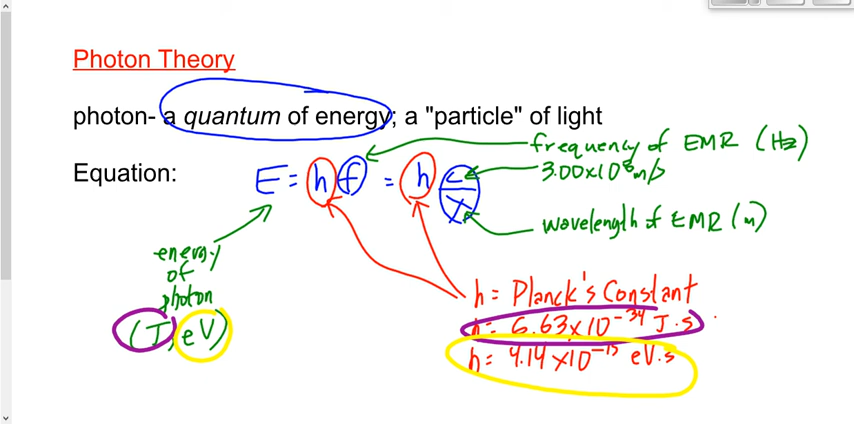 Photon Theory
photon- a quantum of energy; a "particle" of light
frequency of EMR (Hz)
Equation: E = h f = h c/λ
3.00x10⁸ m/s
wavelength of EMR (m)
energy
of
photon
(J, eV)
h = Planck's Constant
h = 6.63x10⁻³⁴ J·s
h = 4.14x10⁻¹⁵ eV·s